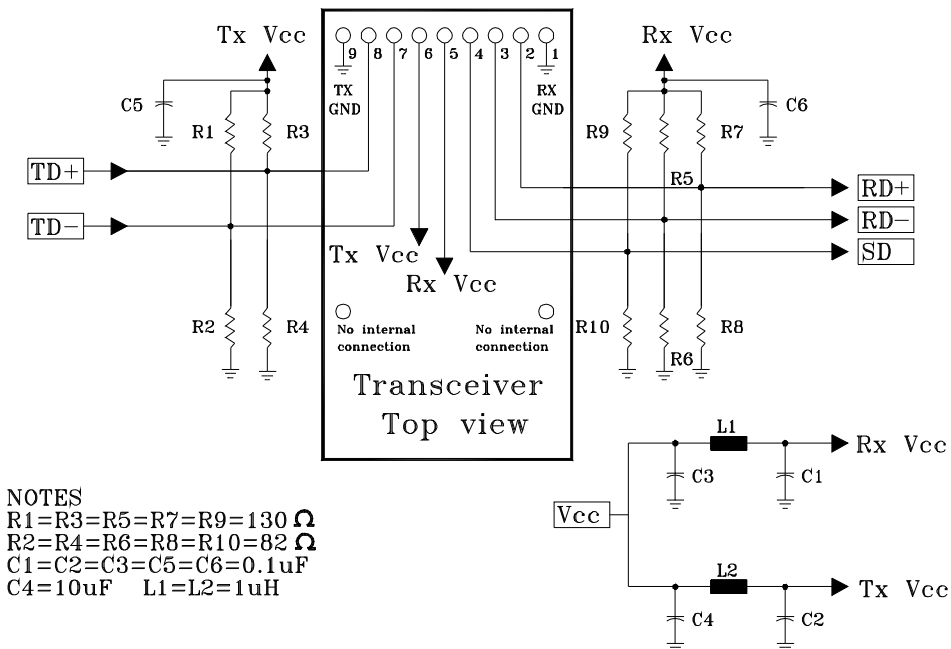 Tx Vcc
Rx Vcc
9 8 7 6 5 4 3 2 1
TX
GND
RX
GND
C5
C6
R1
R3
R9
R7
TD+
R5
RD+
TD-
RD-
Tx Vcc
SD
Rx Vcc
R2
R4
R10
R8
No internal
connection
No internal
connection
R6
Transceiver
Top view
L1
Rx Vcc
C3
C1
Vcc
L2
Tx Vcc
C4
C2
NOTES
R1=R3=R5=R7=R9=130 Ω
R2=R4=R6=R8=R10=82 Ω
C1=C2=C3=C5=C6=0.1uF
C4=10uF L1=L2=1uH